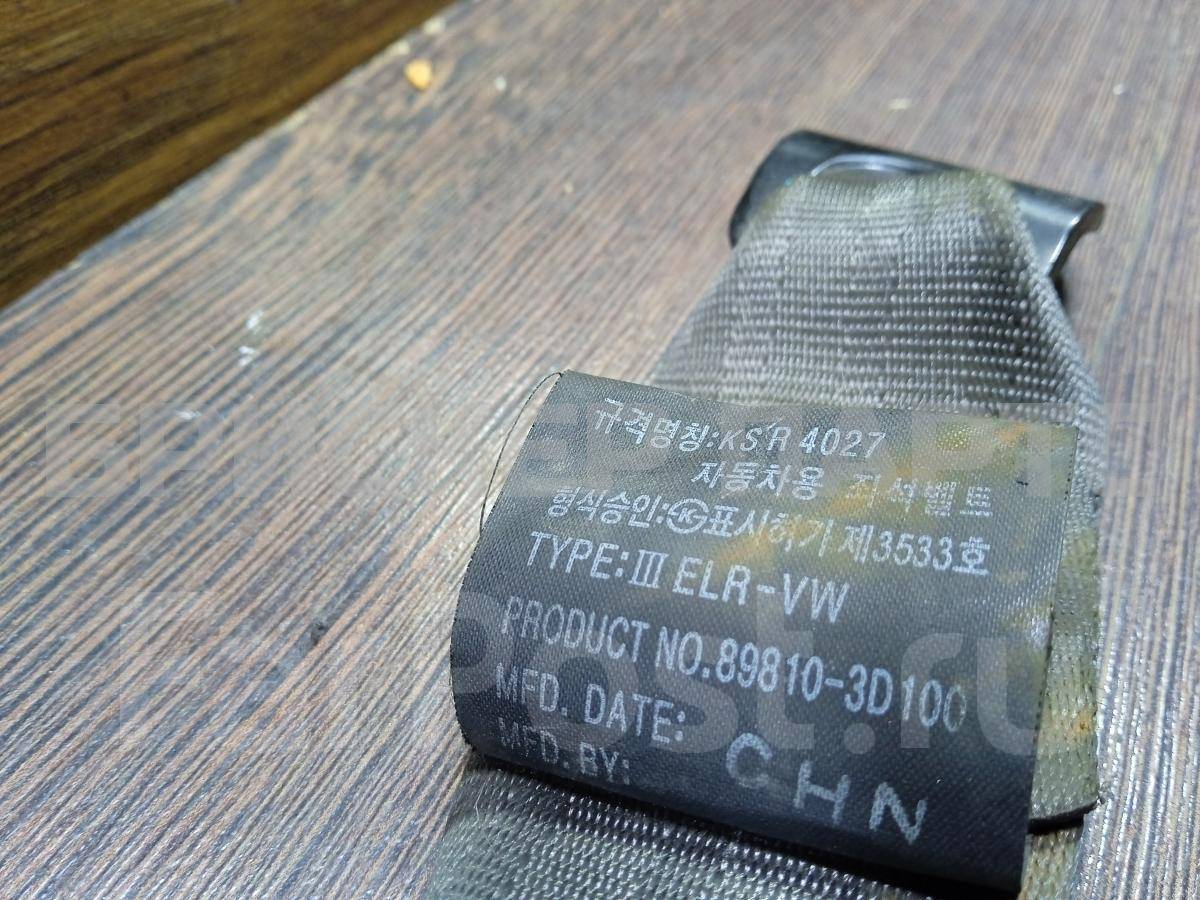 규격명칭:KS R 4027
자동차용 좌석벨트
형식승인:㉿표시허가 제3533호
TYPE:Ⅲ ELR-VW
PRODUCT NO.89810-3D100
MFD. DATE: CHN
MFD.BY: